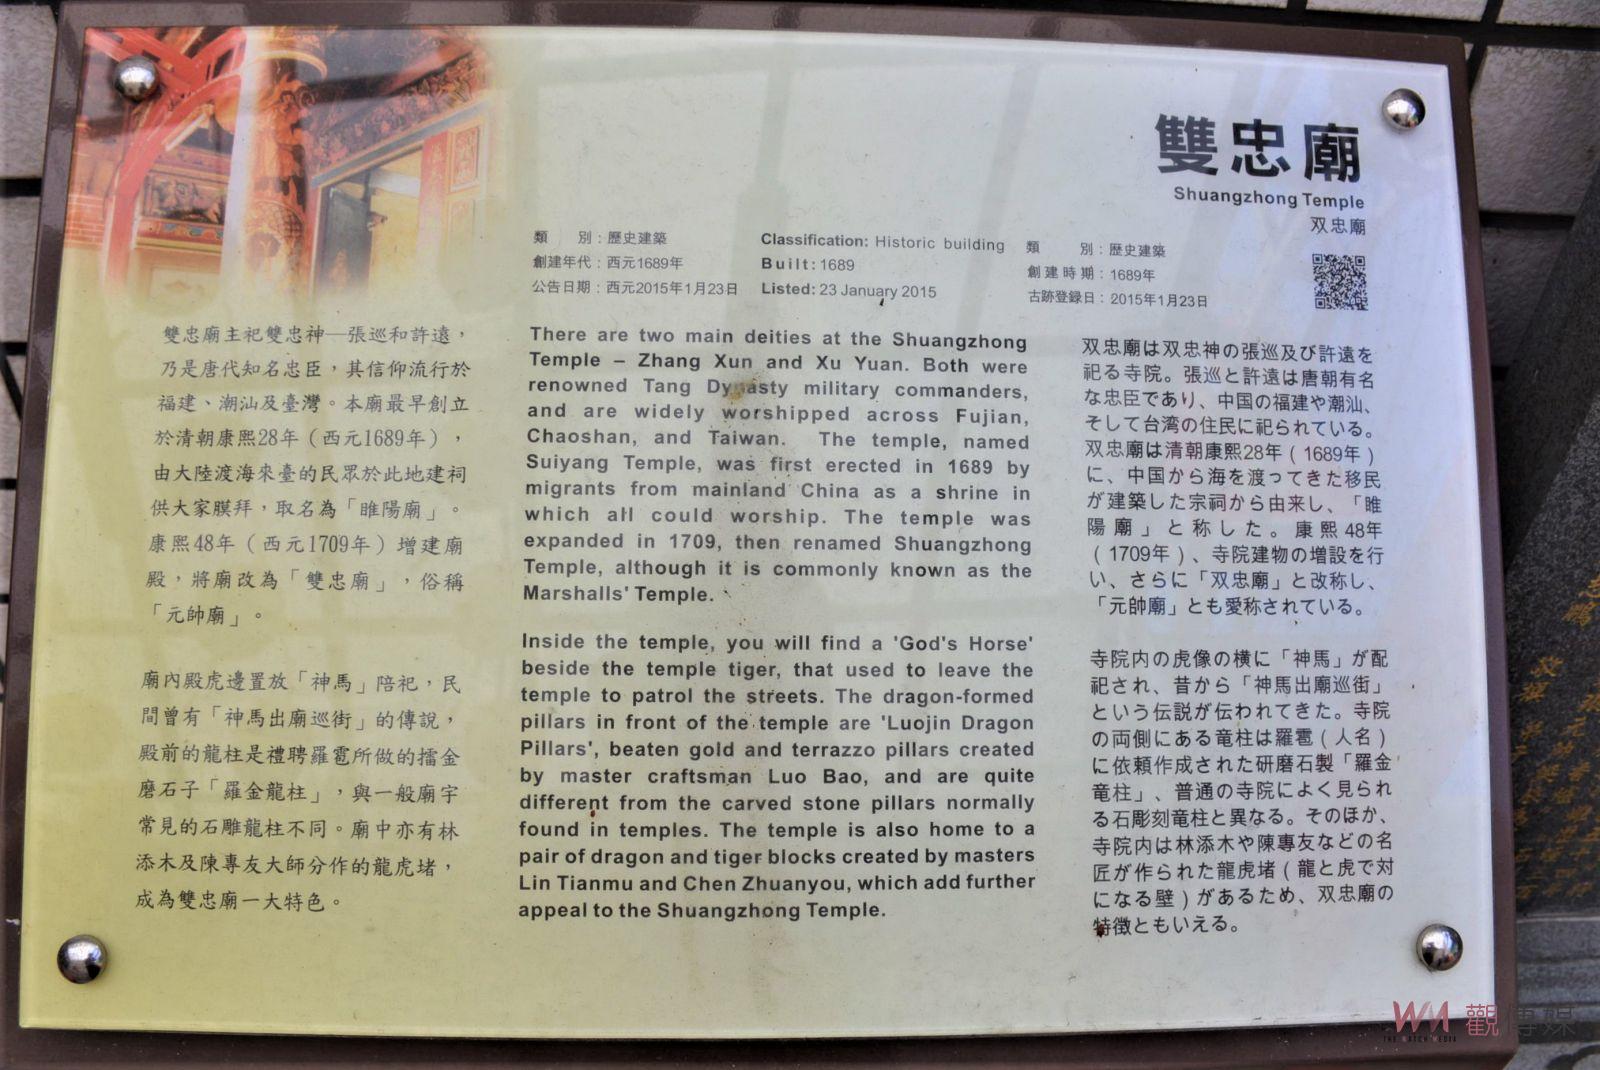 雙忠廟
Shuangzhong Temple
双忠廟
類 別：歷史建築
創建年代：西元1689年
公告日期：西元2015年1月23日
Classification: Historic building
Built: 1689
Listed: 23 January 2015
類 別：歴史建築
創建時期：1689年
古跡登録日：2015年1月23日
雙忠廟主祀雙忠神—張巡和許遠，
乃是唐代知名忠臣，其信仰流行於
福建、潮汕及臺灣。本廟最早創立
於清朝康熙28年（西元1689年），
由大陸渡海來臺的民眾於此地建祠
供大家膜拜，取名為「睢陽廟」。
康熙48年（西元1709年）增建廟
殿，將廟改為「雙忠廟」，俗稱
「元帥廟」。
廟內殿虎邊置放「神馬」陪祀，民
間曾有「神馬出廟巡街」的傳說，
殿前的龍柱是禮聘羅雹所做的擂金
磨石子「羅金龍柱」，與一般廟宇
常見的石雕龍柱不同。廟中亦有林
添木及陳專友大師分作的龍虎堵，
成為雙忠廟一大特色。
There are two main deities at the Shuangzhong
Temple – Zhang Xun and Xu Yuan. Both were
renowned Tang Dynasty military commanders,
and are widely worshipped across Fujian,
Chaoshan, and Taiwan. The temple, named
Suiyang Temple, was first erected in 1689 by
migrants from mainland China as a shrine in
which all could worship. The temple was
expanded in 1709, then renamed Shuangzhong
Temple, although it is commonly known as the
Marshalls' Temple.
Inside the temple, you will find a 'God's Horse'
beside the temple tiger, that used to leave the
temple to patrol the streets. The dragon-formed
pillars in front of the temple are 'Luojin Dragon
Pillars', beaten gold and terrazzo pillars created
by master craftsman Luo Bao, and are quite
different from the carved stone pillars normally
found in temples. The temple is also home to a
pair of dragon and tiger blocks created by masters
Lin Tianmu and Chen Zhuanyou, which add further
appeal to the Shuangzhong Temple.
双忠廟は双忠神の張巡及び許遠を
祀る寺院。張巡と許遠は唐朝有名
な忠臣であり、中国の福建や潮汕、
そして台湾の住民に祀られている。
双忠廟は清朝康熙28年（1689年）
に、中国から海を渡ってきた移民
が建築した宗祠から由来し、「睢
陽廟」と称した。康熙48年
（1709年）、寺院建物の増設を行
い、さらに「双忠廟」と改称し、
「元帥廟」とも愛称されている。
寺院内の虎像の横に「神馬」が配
祀され、昔から「神馬出廟巡街」
という伝説が伝われてきた。寺院
の両側にある竜柱は羅雹（人名）
に依頼作成された研磨石製「羅金
竜柱」、普通の寺院によく見られ
る石彫刻竜柱と異なる。そのほか、
寺院内は林添木や陳專友などの名
匠が作られた龍虎堵（龍と虎で対
になる壁）があるため、双忠廟の
特徴ともいえる。
WM 觀傳媒
THE WATCH MEDIA